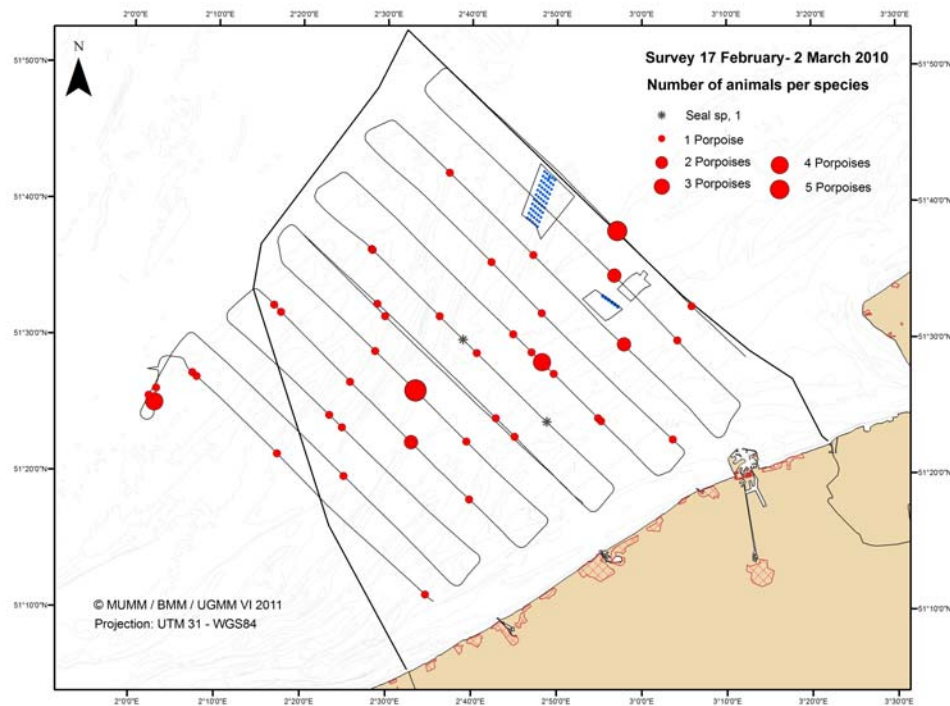 2°0'0"E 2°10'0"E 2°20'0"E 2°30'0"E 2°40'0"E 2°50'0"E 3°0'0"E 3°10'0"E 3°20'0"E 3°30'0"E
N
51°50'0"N 51°50'0"N
Survey 17 February- 2 March 2010
Number of animals per species
Seal sp, 1
1 Porpoise
2 Porpoises 4 Porpoises
3 Porpoises 5 Porpoises
51°40'0"N 51°40'0"N
51°30'0"N 51°30'0"N
51°20'0"N 51°20'0"N
51°10'0"N 51°10'0"N
© MUMM / BMM / UGMM VI 2011
Projection: UTM 31 - WGS84
2°0'0"E 2°10'0"E 2°20'0"E 2°30'0"E 2°40'0"E 2°50'0"E 3°0'0"E 3°10'0"E 3°20'0"E 3°30'0"E